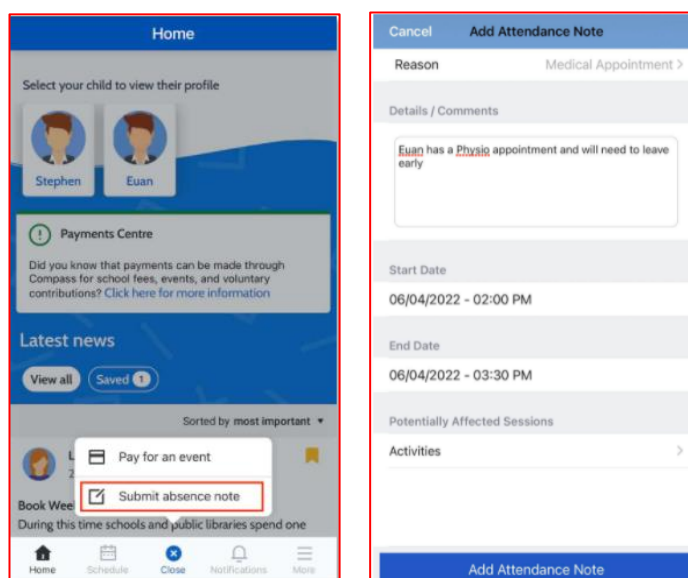 Home
Select your child to view their profile
Stephen
Euan
Payments Centre
Did you know that payments can be made through
Compass for school fees, events, and voluntary
contributions? Click here for more information
Latest news
View all
Saved 1
Sorted by most important
L
2
Pay for an event
Submit absence note
Book Wee
During this time schools and public libraries spend one
Home
Schedule
Close
Notifications
More
Cancel
Add Attendance Note
Reason
Medical Appointment >
Details / Comments
Euan has a Physio appointment and will need to leave
early
Start Date
06/04/2022 - 02:00 PM
End Date
06/04/2022 - 03:30 PM
Potentially Affected Sessions
Activities >
Add Attendance Note